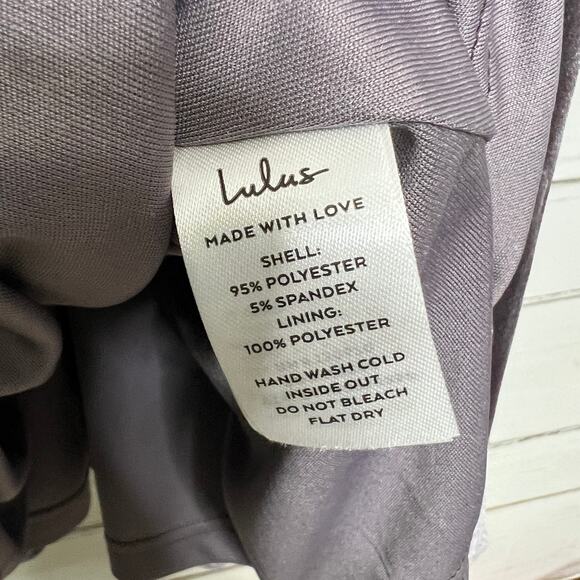 Lulus
MADE WITH LOVE
SHELL:
95% POLYESTER
5% SPANDEX
LINING:
100% POLYESTER
HAND WASH COLD
INSIDE OUT
DO NOT BLEACH
FLAT DRY